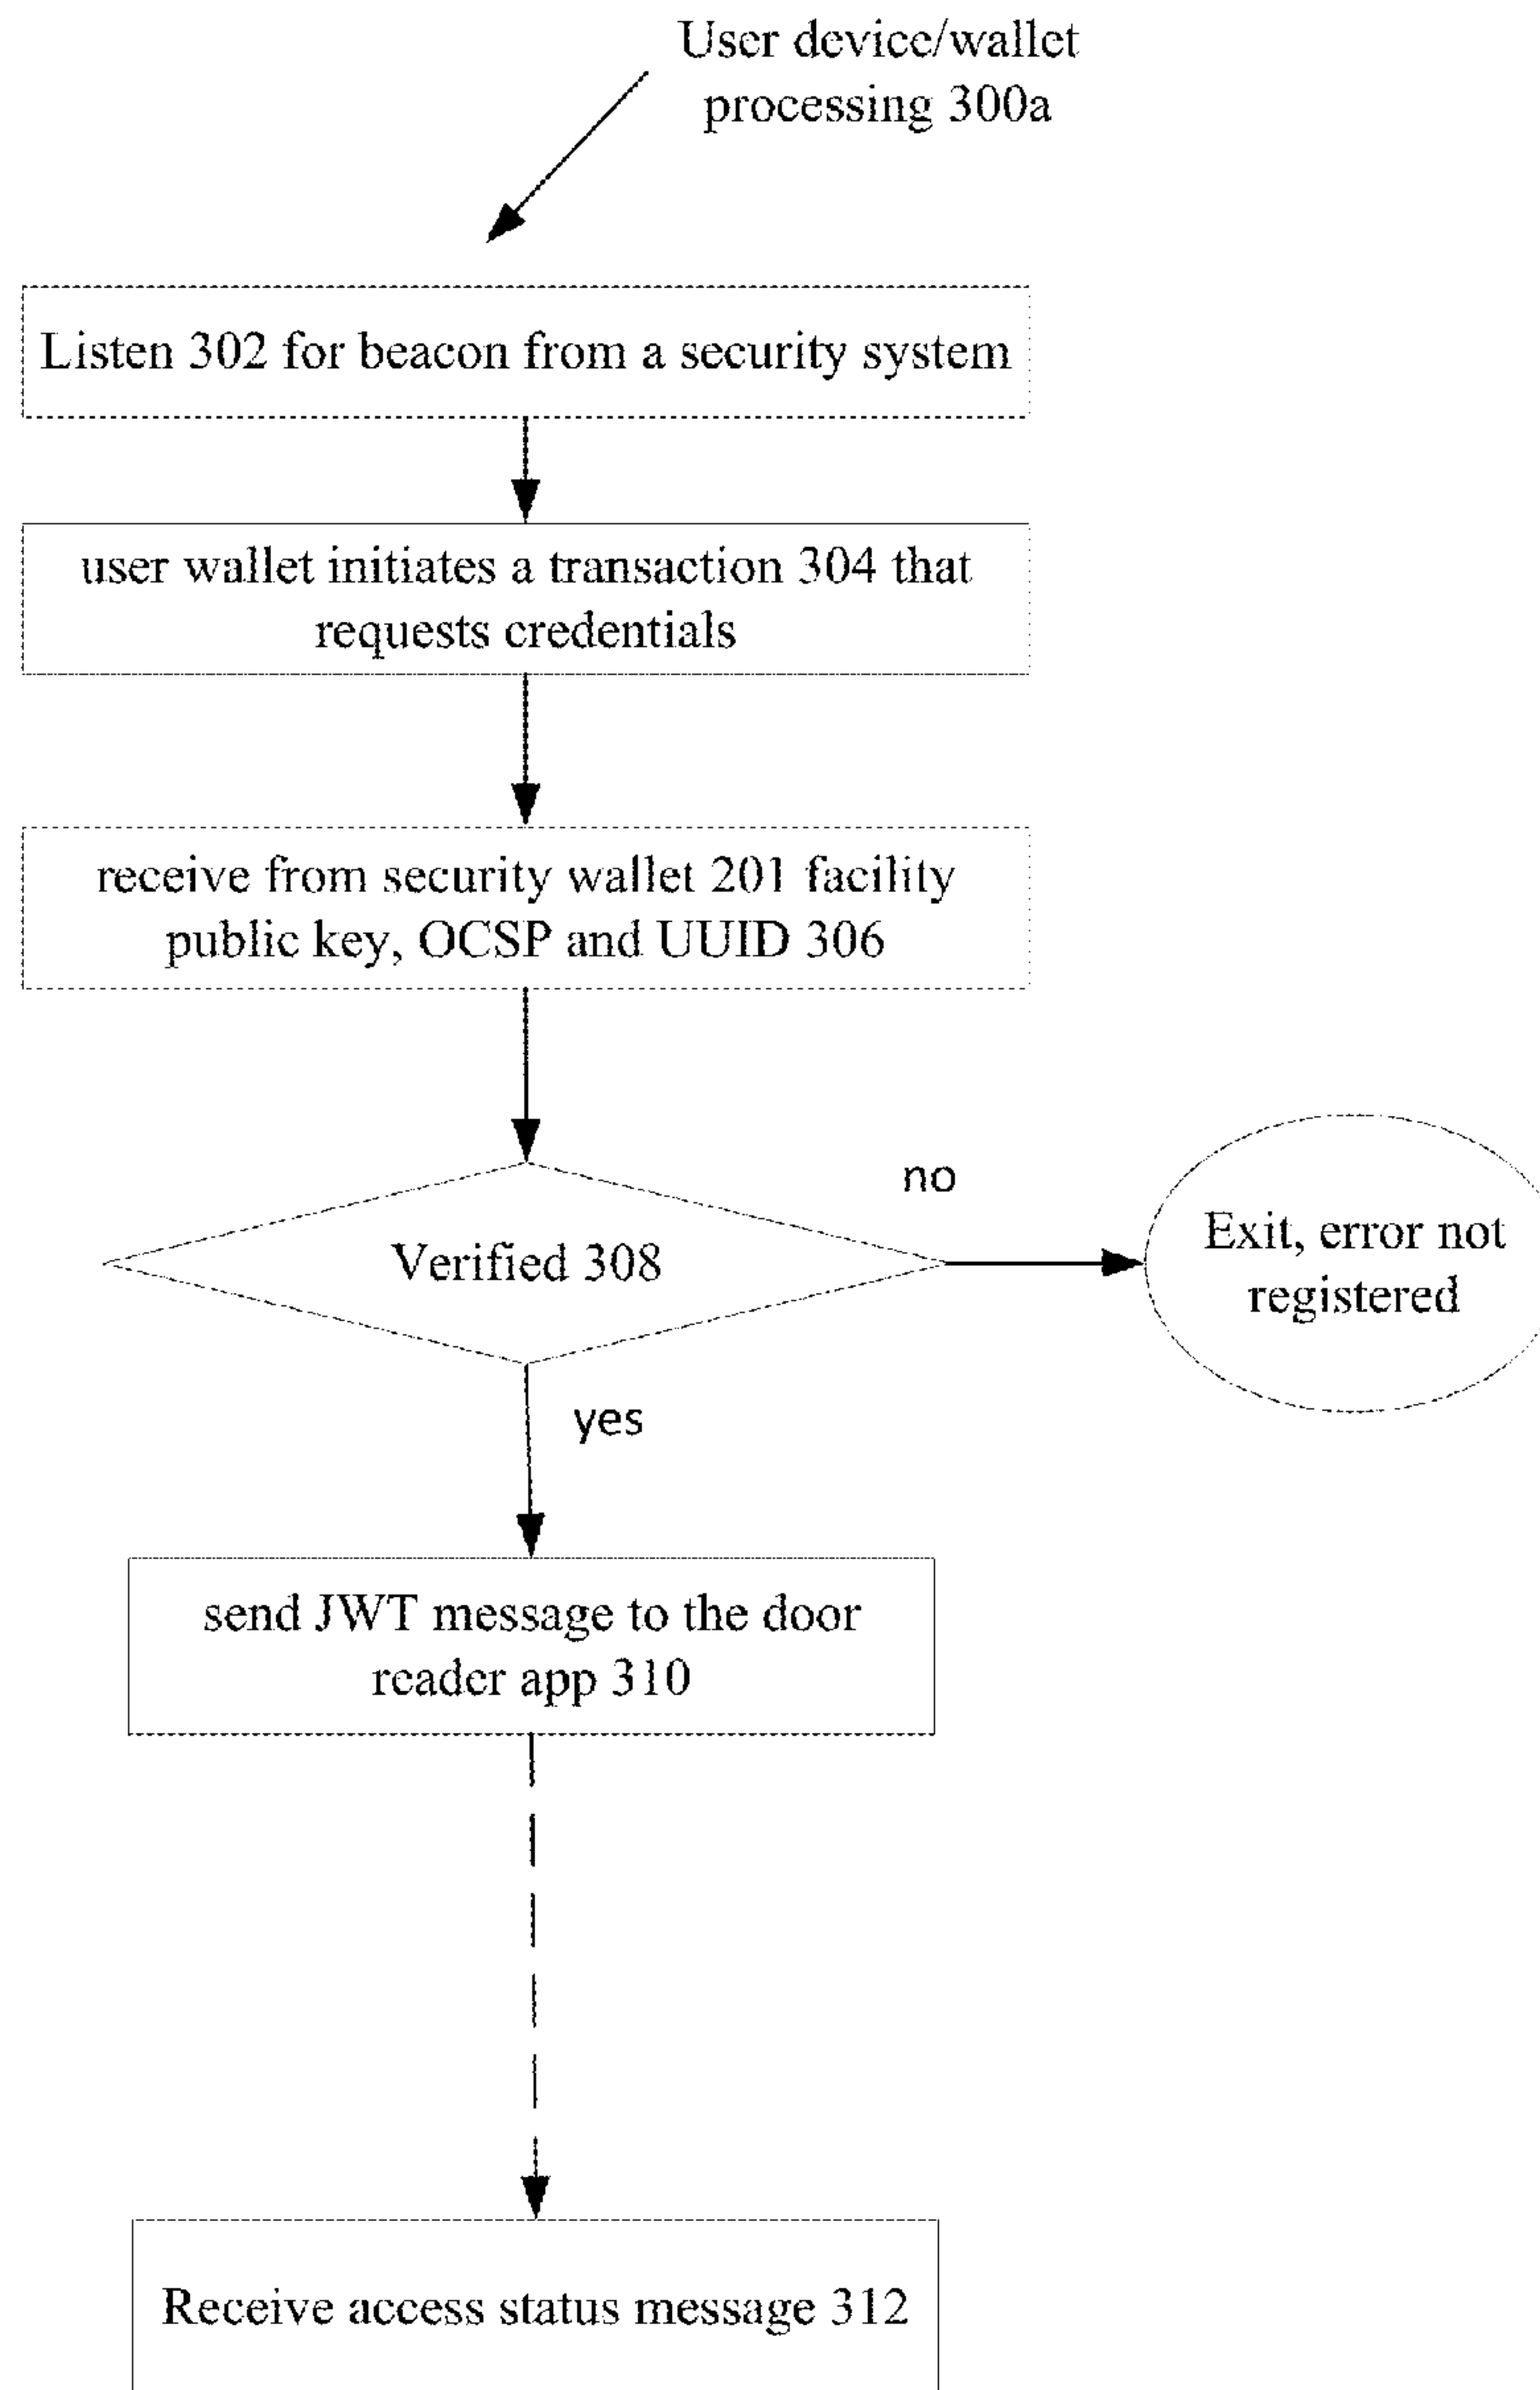 User device/wallet
processing 300a
Listen 302 for beacon from a security system
user wallet initiates a transaction 304 that
requests credentials
receive from security wallet 201 facility
public key, OCSP and UUID 306
Verified 308
no
Exit, error not
registered
yes
send JWT message to the door
reader app 310
Receive access status message 312